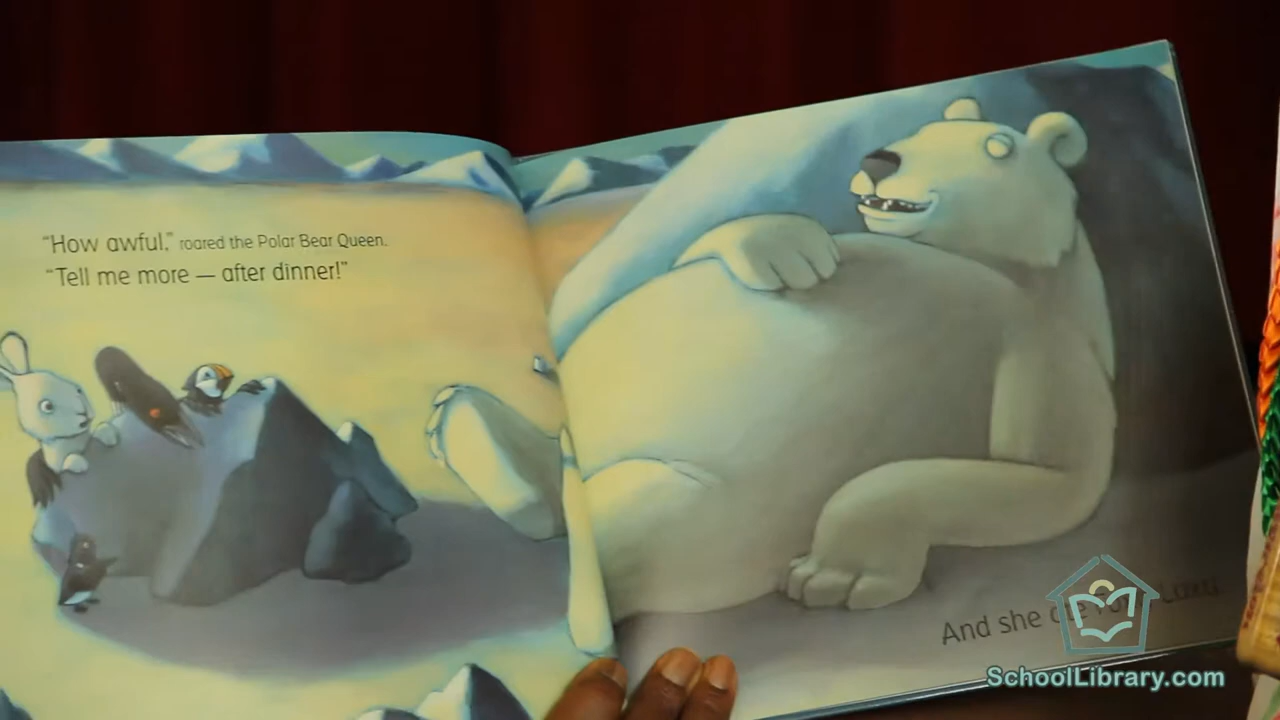 “How awful,” roared the Polar Bear Queen.
“Tell me more — after dinner!”
And she
SchoolLibrary.com